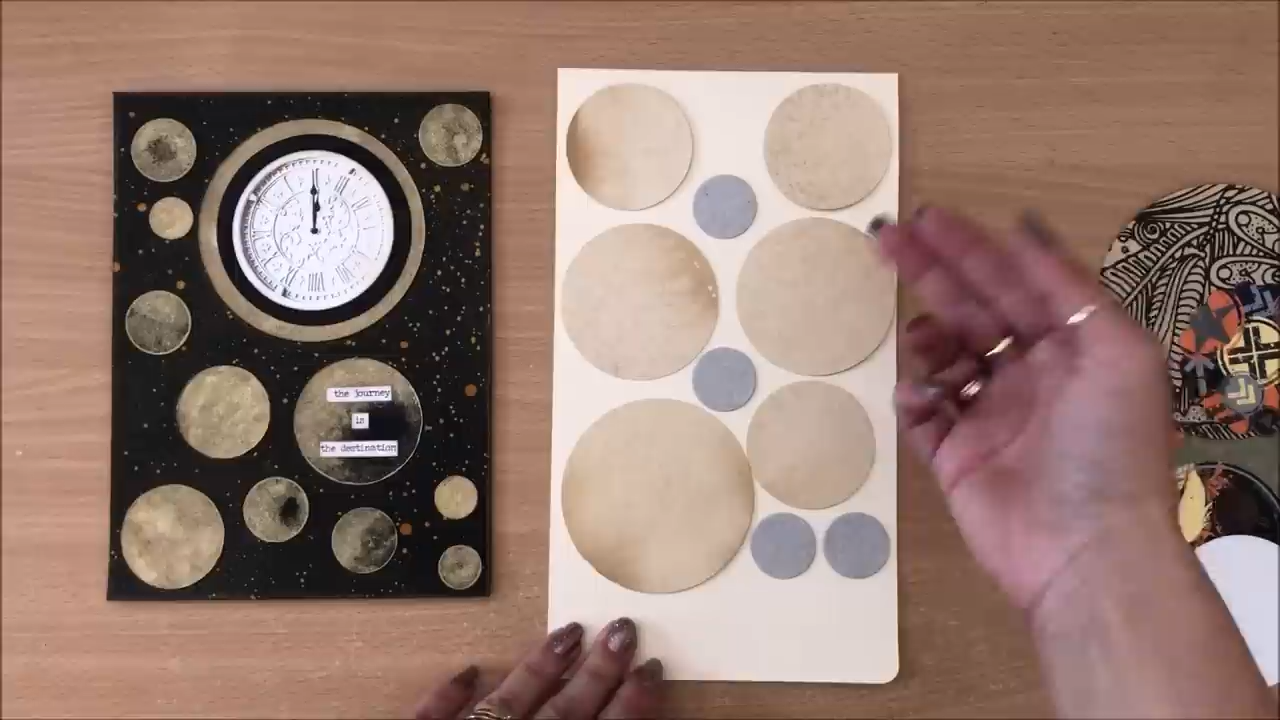 the journey
is
the destination